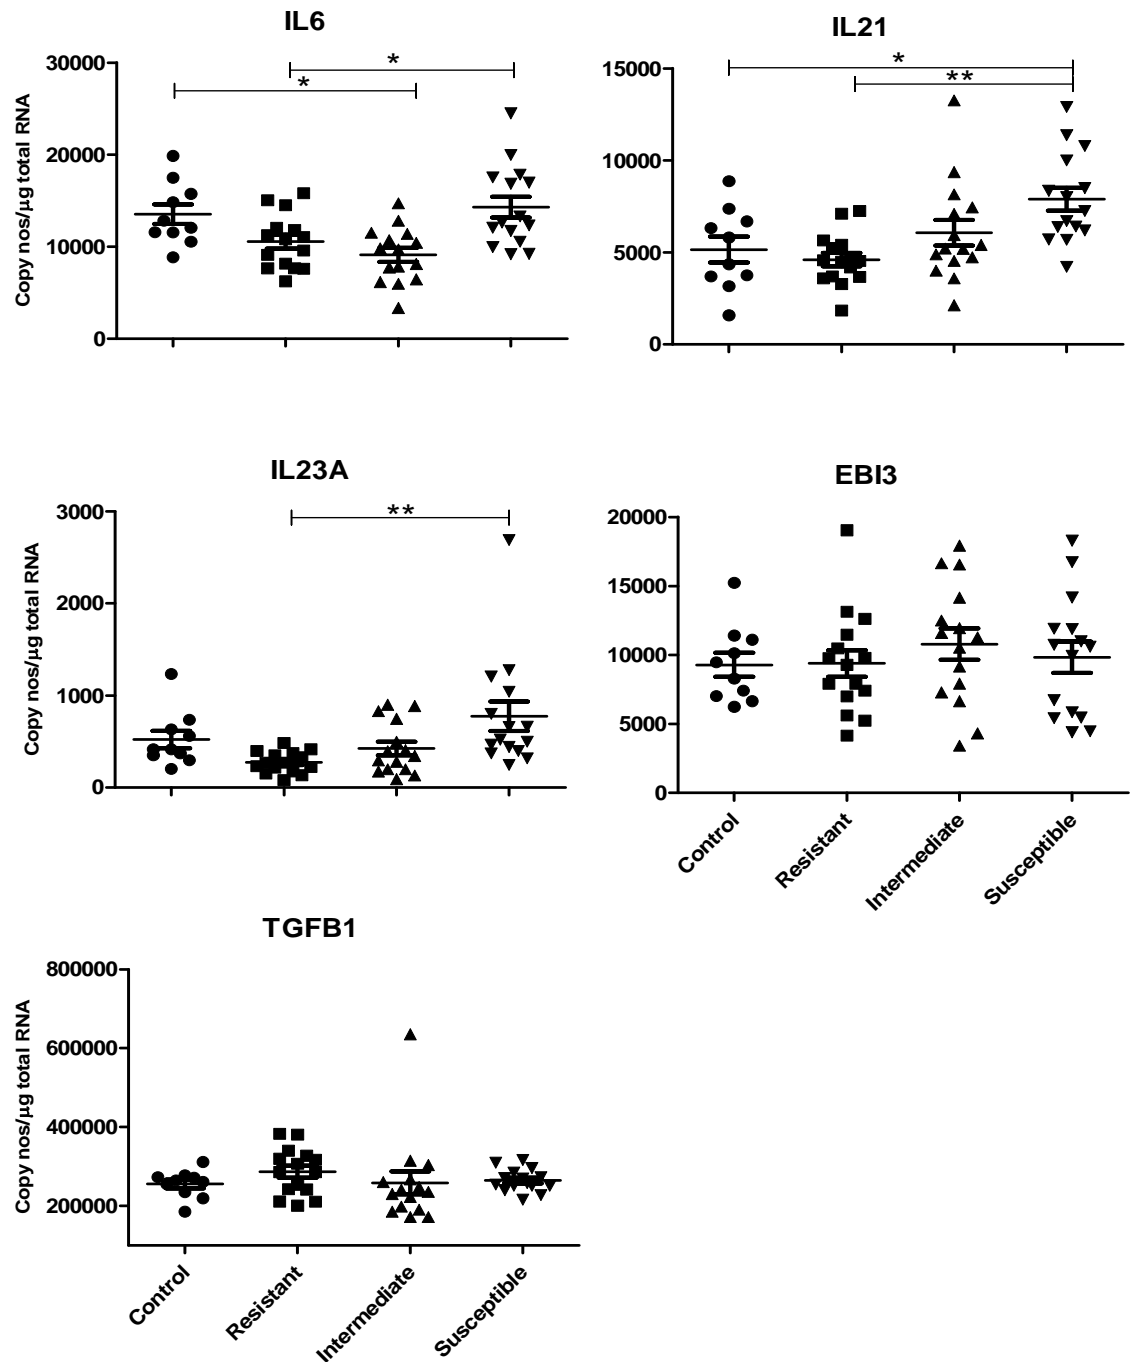 IL6
Copy nos/μg total RNA
30000
20000
10000
0
*
*
IL21
15000
10000
5000
0
*
**
IL23A
Copy nos/μg total RNA
3000
2000
1000
0
**
EBI3
20000
15000
10000
5000
0
Control
Resistant
Intermediate
Susceptible
TGFB1
Copy nos/μg total RNA
800000
600000
400000
200000
Control
Resistant
Intermediate
Susceptible